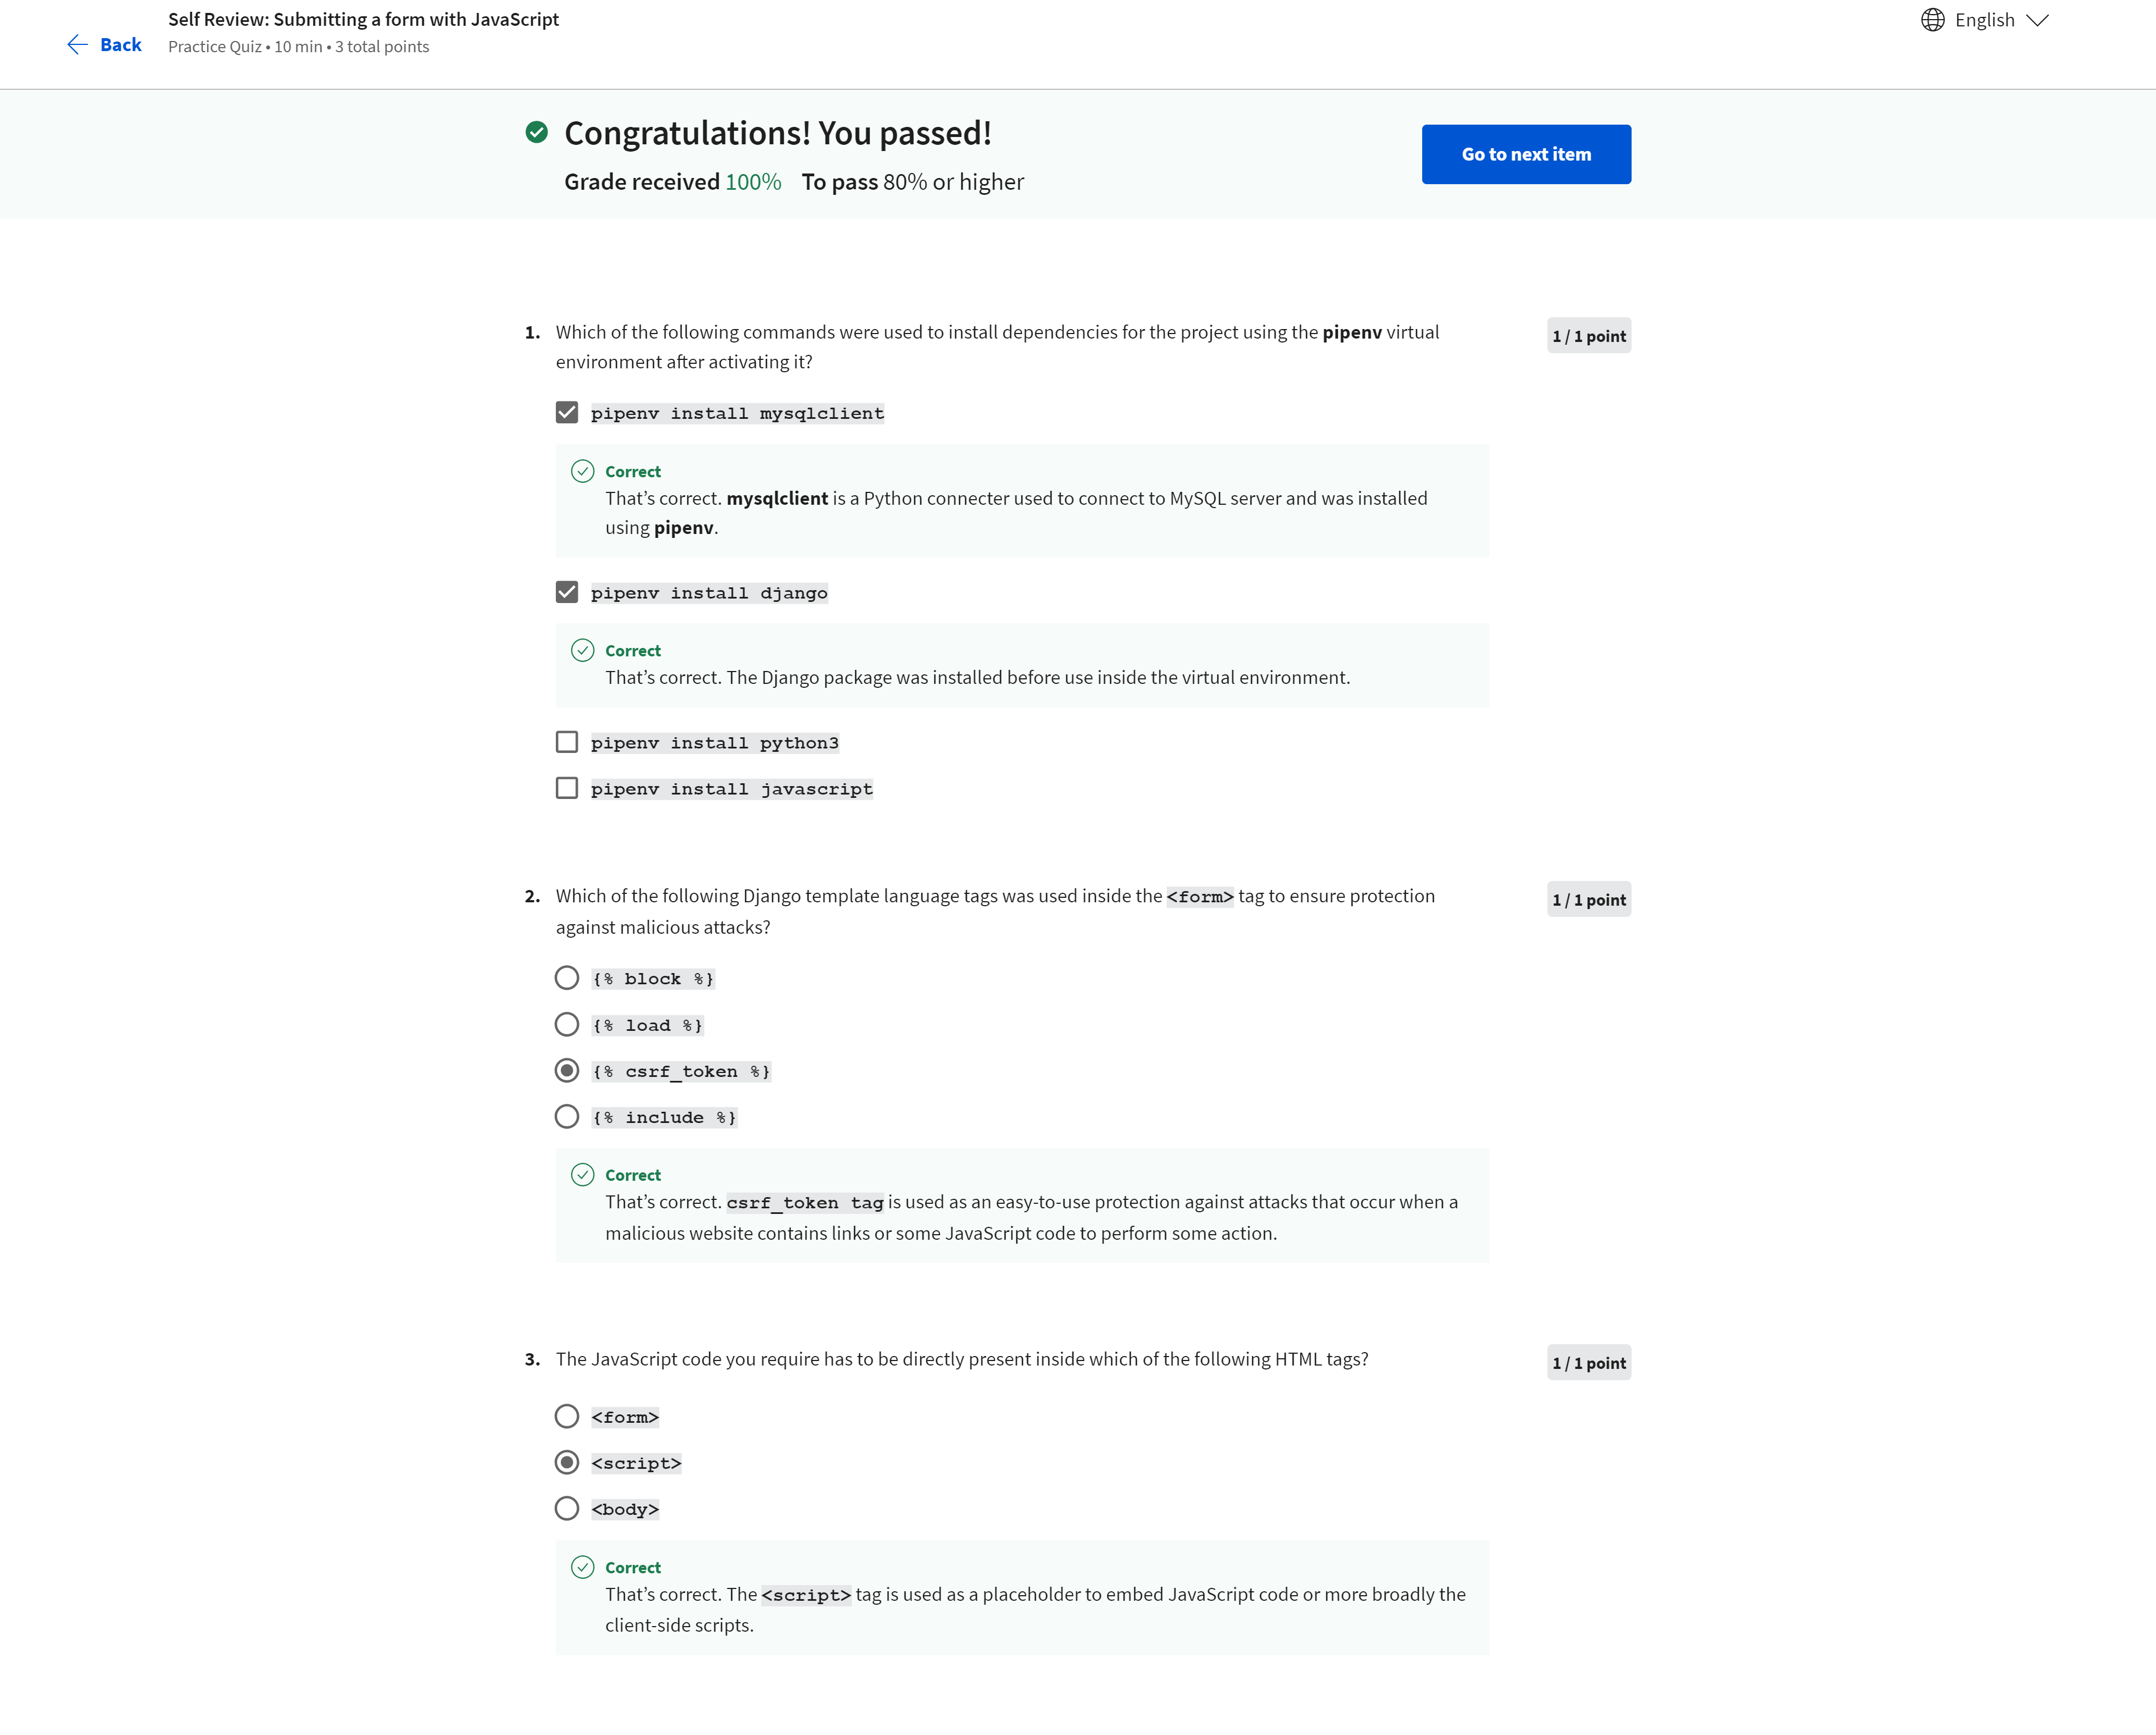 Self Review: Submitting a form with JavaScript
Back
Practice Quiz • 10 min • 3 total points
English
Congratulations! You passed!
Grade received 100% To pass 80% or higher
Go to next item
1. Which of the following commands were used to install dependencies for the project using the pipenv virtual
environment after activating it?
1 / 1 point
pipenv install mysqlclient
Correct
That’s correct. mysqlclient is a Python connecter used to connect to MySQL server and was installed
using pipenv.
pipenv install django
Correct
That’s correct. The Django package was installed before use inside the virtual environment.
pipenv install python3
pipenv install javascript
2. Which of the following Django template language tags was used inside the <form> tag to ensure protection
against malicious attacks?
1 / 1 point
{% block %}
{% load %}
{% csrf_token %}
{% include %}
Correct
That’s correct. csrf_token tag is used as an easy-to-use protection against attacks that occur when a
malicious website contains links or some JavaScript code to perform some action.
3. The JavaScript code you require has to be directly present inside which of the following HTML tags?
1 / 1 point
<form>
<script>
<body>
Correct
That’s correct. The <script> tag is used as a placeholder to embed JavaScript code or more broadly the
client-side scripts.